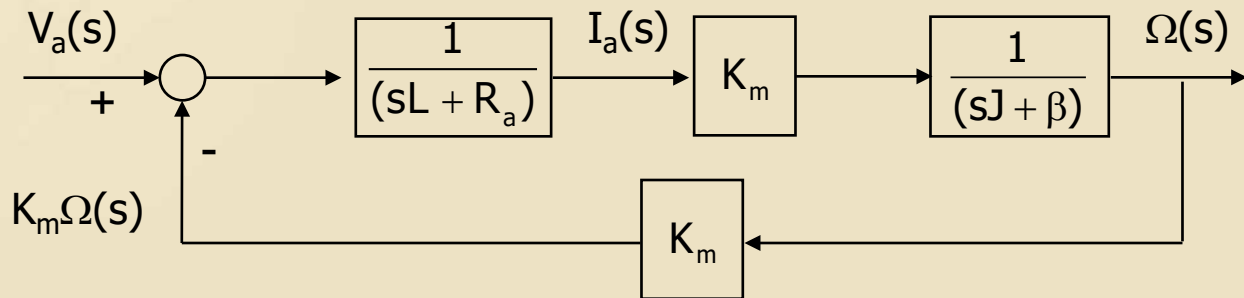 Vₐ(s)
+
-
1
(sL + Rₐ)
Iₐ(s)
Kₘ
1
(sJ + β)
Ω(s)
KₘΩ(s)
Kₘ